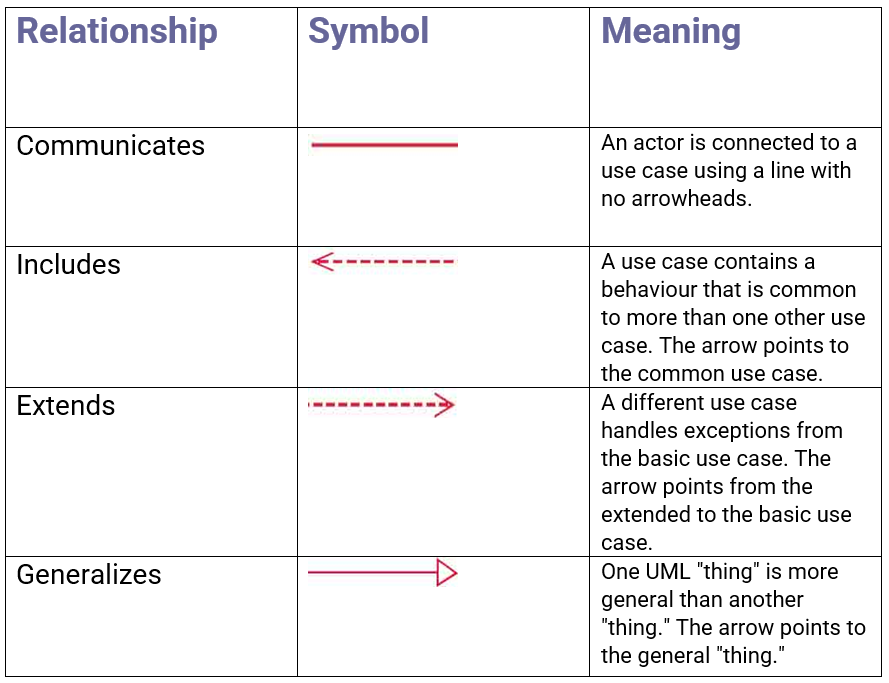 Relationship
Symbol
Meaning
Communicates
An actor is connected to a
use case using a line with
no arrowheads.
Includes
A use case contains a
behaviour that is common
to more than one other use
case. The arrow points to
the common use case.
Extends
A different use case
handles exceptions from
the basic use case. The
arrow points from the
extended to the basic use
case.
Generalizes
One UML "thing" is more
general than another
"thing." The arrow points to
the general "thing."